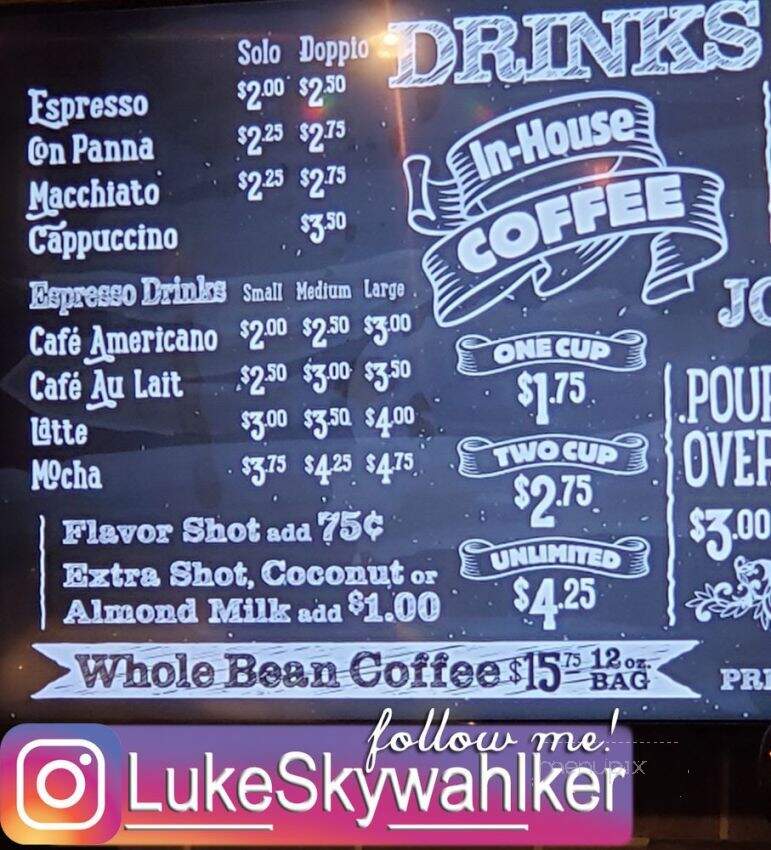 DRINKS
Solo Doppio
Espresso $2.00 $2.50
Con Panna $2.25 $2.75
Macchiato $2.25 $2.75
Cappuccino $3.50
Espresso Drinks Small Medium Large
Café Americano $2.00 $2.50 $3.00
Café Au Lait $2.50 $3.00 $3.50
Latte $3.00 $3.50 $4.00
Mocha $3.75 $4.25 $4.75
Flavor Shot add 75¢
Extra Shot, Coconut or
Almond Milk add $1.00
In-House
COFFEE
ONE CUP
$1.75
TWO CUP
$2.75
UNLIMITED
$4.25
JO
POUR
OVER
$3.00
Whole Bean Coffee $15.75 12 oz. BAG
PRE
follow me!
LukeSkywahlker
menupix